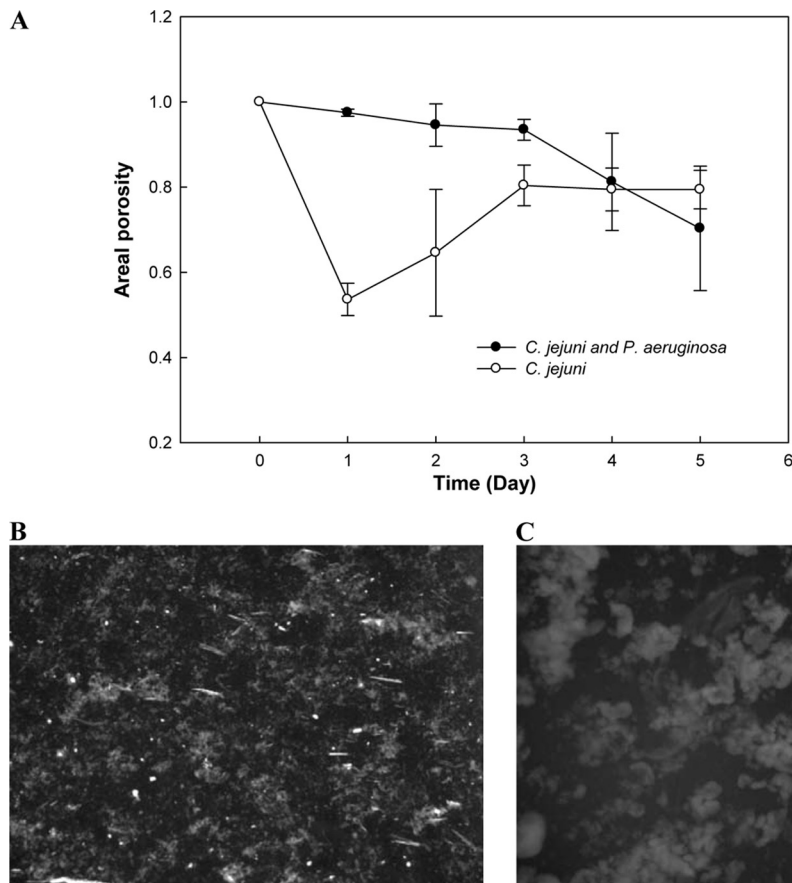 A
1.2
1.0
0.8
0.6
0.4
0.2
Areal porosity
C. jejuni and P. aeruginosa
C. jejuni
0 1 2 3 4 5 6
Time (Day)
B C